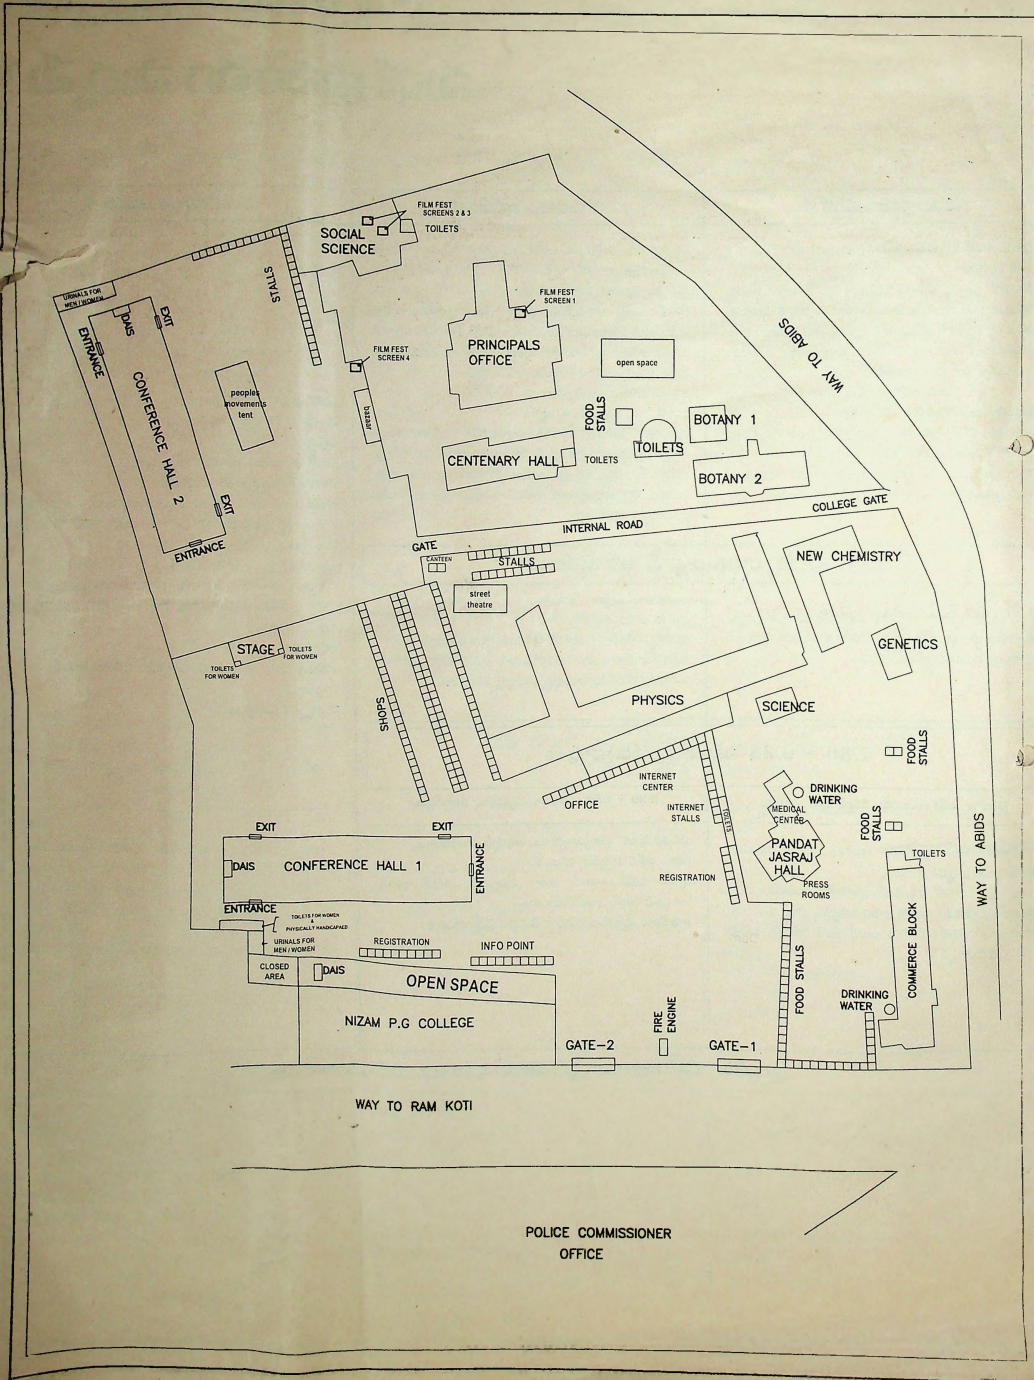 FILM FEST
SCREENS 2 & 3
SOCIAL
SCIENCE
TOILETS
STALLS
URINALS FOR
MEN / WOMEN
DAIS
EXIT
ENTRANCE
CONFERENCE HALL 2
EXIT
ENTRANCE
peoples
movements
tent
FILM FEST
SCREEN 4
bazaar
FILM FEST
SCREEN 1
PRINCIPALS
OFFICE
open space
WAY TO ABIDS
FOOD
STALLS
TOILETS
BOTANY 1
BOTANY 2
CENTENARY HALL
TOILETS
INTERNAL ROAD
COLLEGE GATE
GATE
CANTEEN
STALLS
street
theatre
NEW CHEMISTRY
GENETICS
STAGE
TOILETS
FOR WOMEN
TOILETS
FOR WOMEN
SHOPS
PHYSICS
SCIENCE
FOOD
STALLS
INTERNET
CENTER
OFFICE
INTERNET
STALLS
TOILETS
DRINKING
WATER
MEDICAL
CENTER
PANDAT
JASRAJ
HALL
PRESS
ROOMS
FOOD
STALLS
TOILETS
WAY TO ABIDS
EXIT
EXIT
DAIS
CONFERENCE HALL 1
ENTRANCE
ENTRANCE
REGISTRATION
TOILETS FOR WOMEN
&
PHYSICALLY HANDICAPAED
URINALS FOR
MEN / WOMEN
REGISTRATION
INFO POINT
CLOSED
AREA
DAIS
OPEN SPACE
NIZAM P.G COLLEGE
FOOD STALLS
COMMERCE BLOCK
DRINKING
WATER
FIRE
ENGINE
GATE-2
GATE-1
WAY TO RAM KOTI
POLICE COMMISSIONER
OFFICE